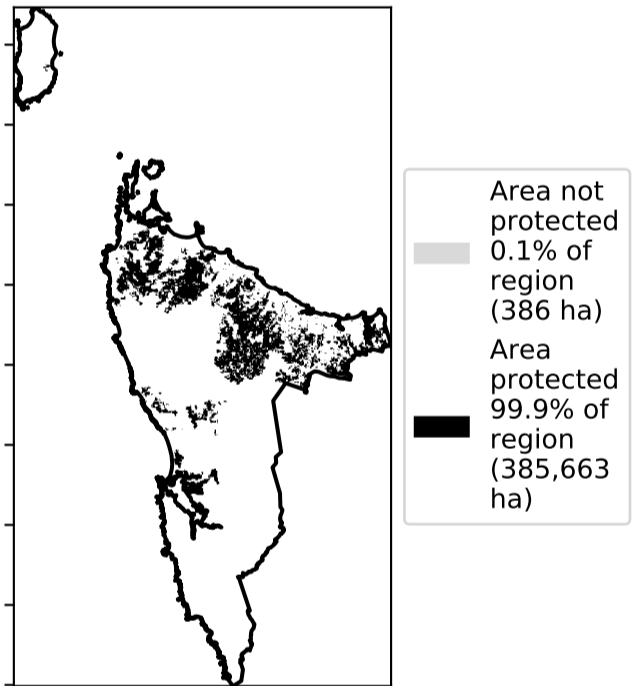 Area not
protected
0.1% of
region
(386 ha)
Area
protected
99.9% of
region
(385,663
ha)